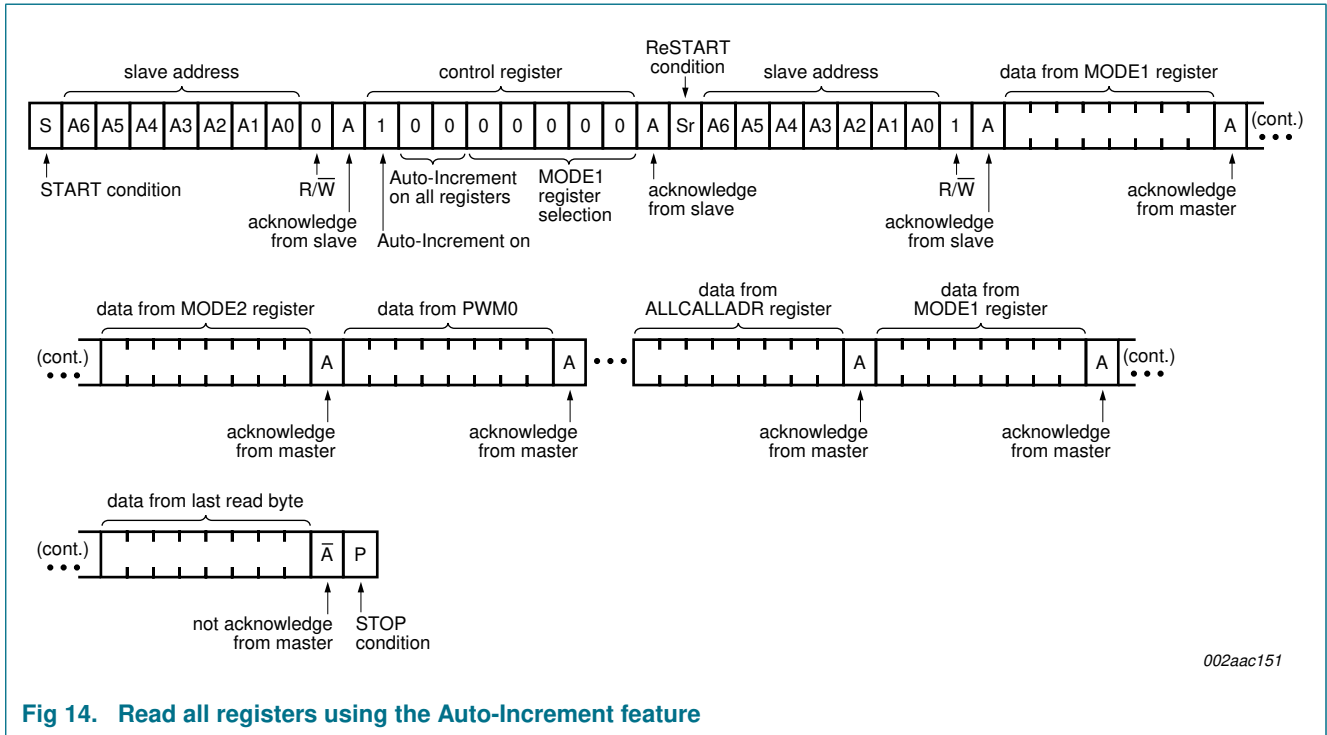 ReSTART
condition
slave address
control register
slave address
data from MODE1 register
S A6 A5 A4 A3 A2 A1 A0 0 A 1 0 0 0 0 0 0 0 A Sr A6 A5 A4 A3 A2 A1 A0 1 A A (cont.)
START condition
R/W̅
acknowledge
from slave
Auto-Increment on
Auto-Increment
on all registers
MODE1
register
selection
acknowledge
from slave
R/W̅
acknowledge
from slave
acknowledge
from master
data from MODE2 register
data from PWM0
data from
ALLCALLADR register
data from
MODE1 register
(cont.) A A A A (cont.)
acknowledge
from master
acknowledge
from master
acknowledge
from master
acknowledge
from master
data from last read byte
(cont.) A̅ P
not acknowledge
from master
STOP
condition
002aac151
Fig 14. Read all registers using the Auto-Increment feature